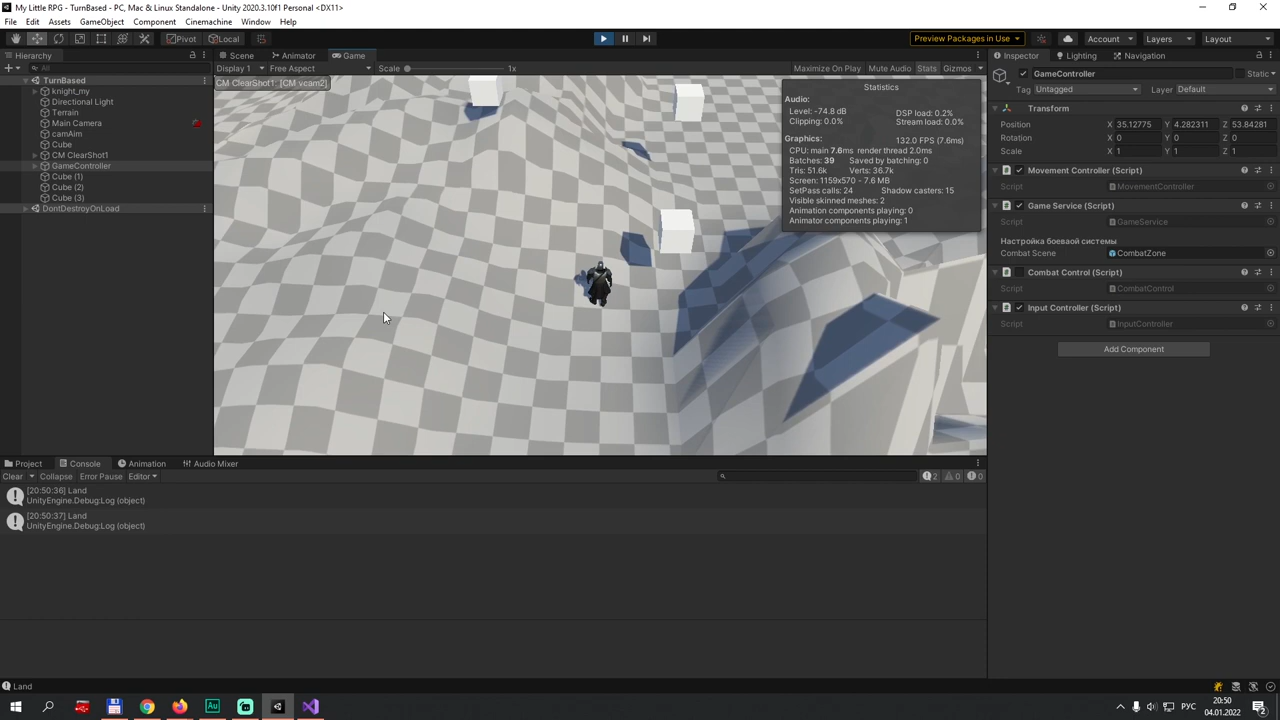 My Little RPG - TurnBased - PC, Mac & Linux Standalone - Unity 2020.3.10f1 Personal <DX11>
File Edit Assets GameObject Component Cinemachine Window Help
Pivot Local
Preview Packages in Use
Account Layers Layout
Hierarchy
All
TurnBased
knight_my
Directional Light
Terrain
Main Camera
camAim
Cube
CM ClearShot1
GameController
Cube (1)
Cube (2)
Cube (3)
DontDestroyOnLoad
Scene Animator Game
Display 1 Free Aspect Scale 1x Maximize On Play Mute Audio Stats Gizmos
CM ClearShot1: [CM vcam2]
Statistics
Audio:
Level: -74.8 dB DSP load: 0.2%
Clipping: 0.0% Stream load: 0.0%
Graphics: 132.0 FPS (7.6ms)
CPU: main 7.6ms render thread 2.0ms
Batches: 39 Saved by batching: 0
Tris: 51.6k Verts: 36.7k
Screen: 1159x570 - 7.6 MB
SetPass calls: 24 Shadow casters: 15
Visible skinned meshes: 2
Animation components playing: 0
Animator components playing: 1
Inspector Lighting Navigation
GameController Static
Tag Untagged Layer Default
Transform
Position X 35.12775 Y 4.282311 Z 53.84281
Rotation X 0 Y 0 Z 0
Scale X 1 Y 1 Z 1
Movement Controller (Script)
Script MovementController
Game Service (Script)
Script GameService
Настройка боеваой системы
Combat Scene CombatZone
Combat Control (Script)
Script CombatControl
Input Controller (Script)
Script InputController
Add Component
Project Console Animation Audio Mixer
Clear Collapse Error Pause Editor 2 0 0
[20:50:36] Land
UnityEngine.Debug:Log (object)
[20:50:37] Land
UnityEngine.Debug:Log (object)
Land
Au
РУС
20:50
04.01.2022
2